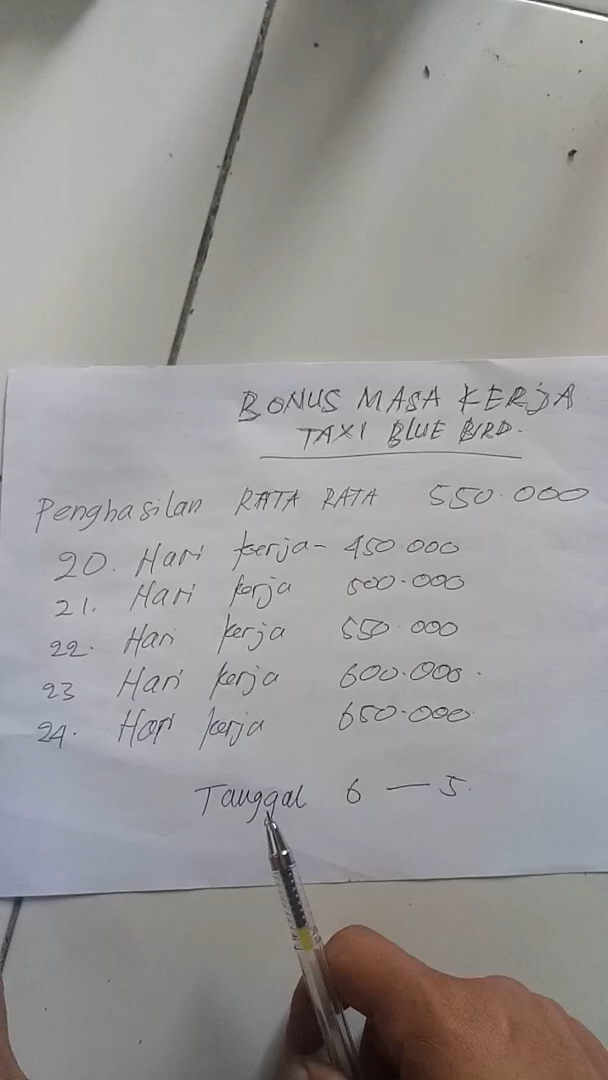 BONUS MASA KERJA
TAXI BLUE BIRD.
Penghasilan RATA RATA 550.000
20. Hari kerja- 450.000
21. Hari kerja 500.000
22. Hari kerja 550.000
23 Hari kerja 600.000.
24. Hari kerja 650.000
Tanggal 6 — 5.